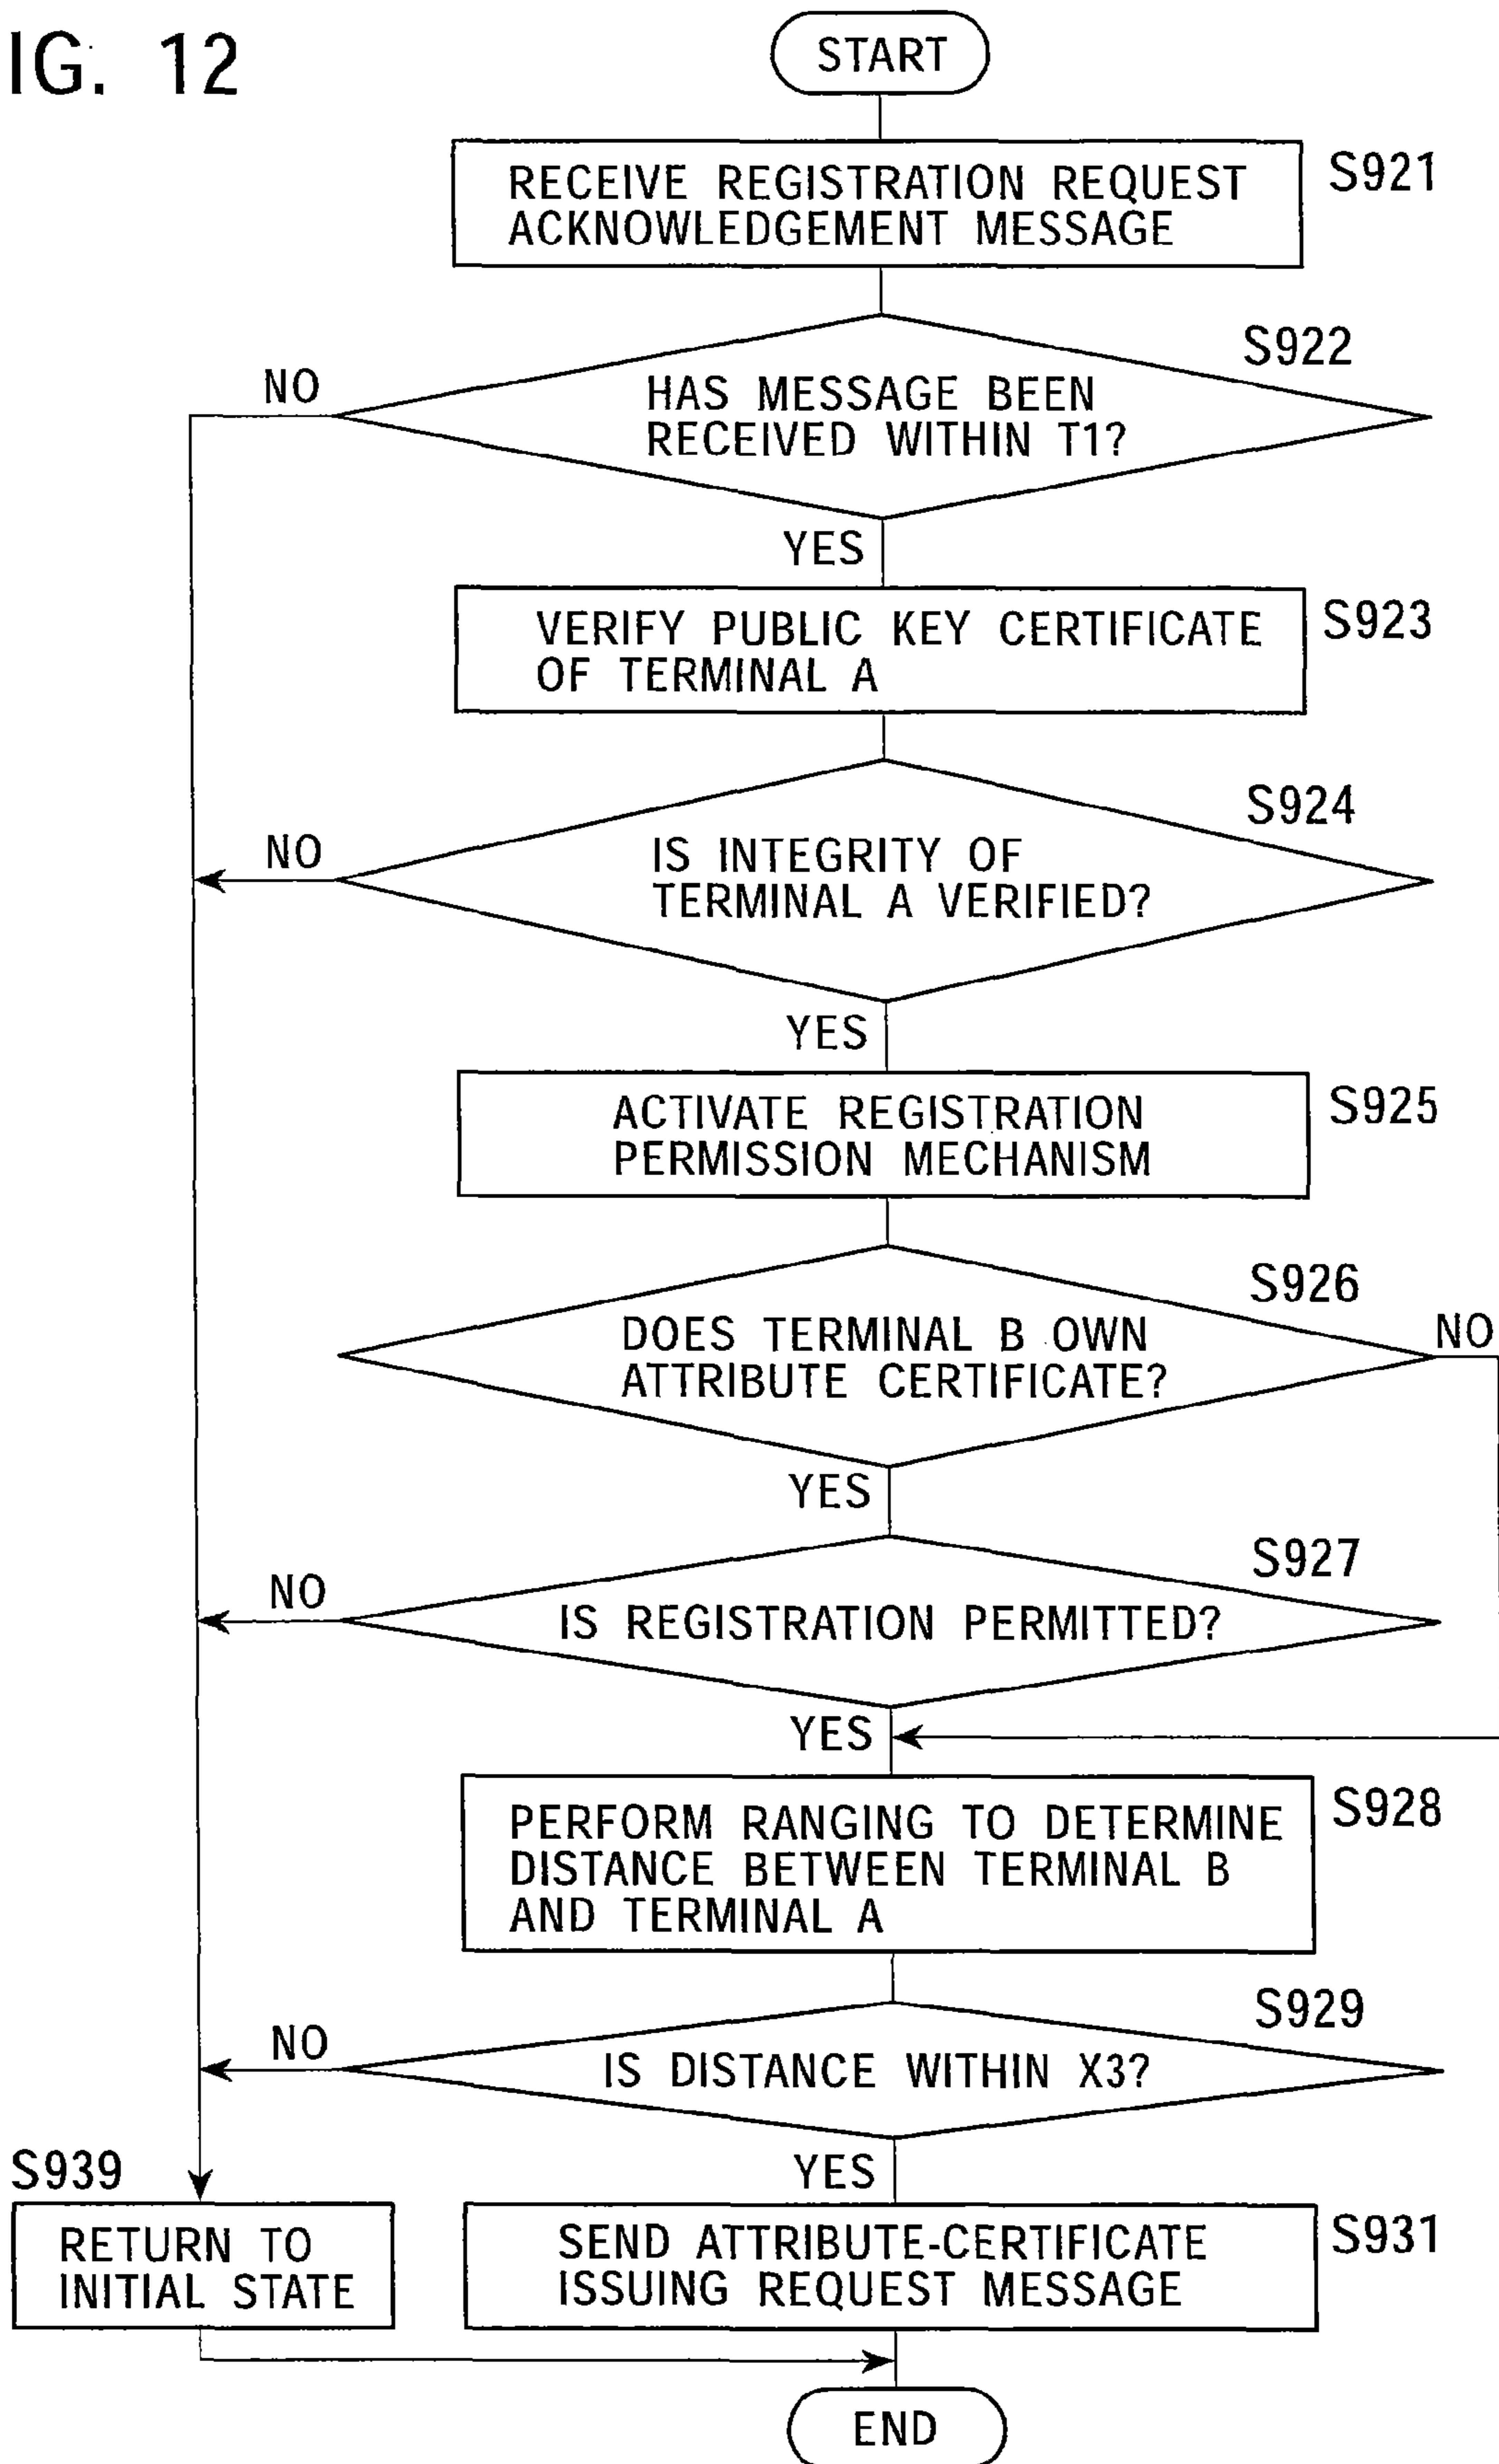 IG. 12
START
RECEIVE REGISTRATION REQUEST
ACKNOWLEDGEMENT MESSAGE
S921
S922
NO
HAS MESSAGE BEEN
RECEIVED WITHIN T1?
YES
VERIFY PUBLIC KEY CERTIFICATE
OF TERMINAL A
S923
S924
NO
IS INTEGRITY OF
TERMINAL A VERIFIED?
YES
ACTIVATE REGISTRATION
PERMISSION MECHANISM
S925
S926
NO
DOES TERMINAL B OWN
ATTRIBUTE CERTIFICATE?
YES
S927
NO
IS REGISTRATION PERMITTED?
YES
PERFORM RANGING TO DETERMINE
DISTANCE BETWEEN TERMINAL B
AND TERMINAL A
S928
S929
NO
IS DISTANCE WITHIN X3?
YES
S939
RETURN TO
INITIAL STATE
SEND ATTRIBUTE-CERTIFICATE
ISSUING REQUEST MESSAGE
S931
END